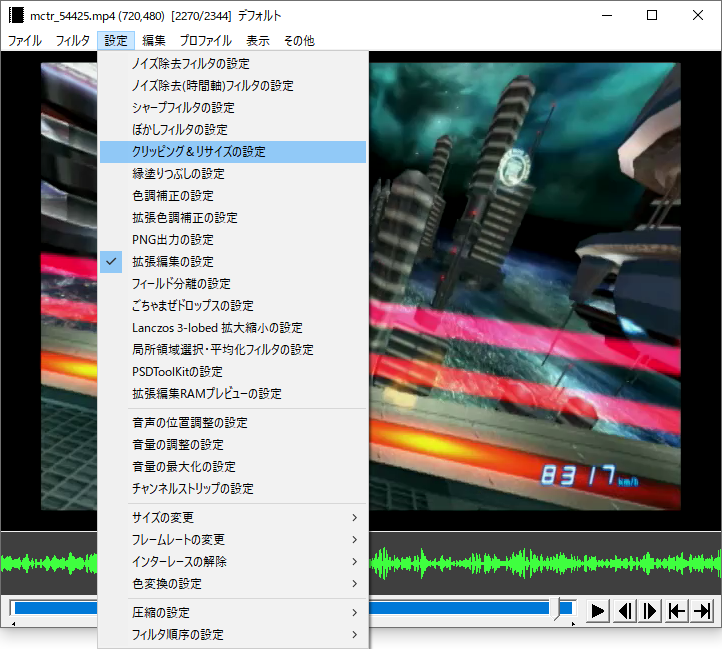 mctr_54425.mp4 (720,480) [2270/2344] デフォルト
ファイル フィルタ 設定 編集 プロファイル 表示 その他
ノイズ除去フィルタの設定
ノイズ除去(時間軸)フィルタの設定
シャープフィルタの設定
ぼかしフィルタの設定
クリッピング&リサイズの設定
縁塗りつぶしの設定
色調補正の設定
拡張色調補正の設定
PNG出力の設定
拡張編集の設定
フィールド分離の設定
ごちゃまぜドロップスの設定
Lanczos 3-lobed 拡大縮小の設定
局所領域選択・平均化フィルタの設定
PSDToolKitの設定
拡張編集RAMプレビューの設定
音声の位置調整の設定
音量の調整の設定
音量の最大化の設定
チャンネルストリップの設定
サイズの変更
フレームレートの変更
インターレースの解除
色変換の設定
圧縮の設定
フィルタ順序の設定
8317km/h